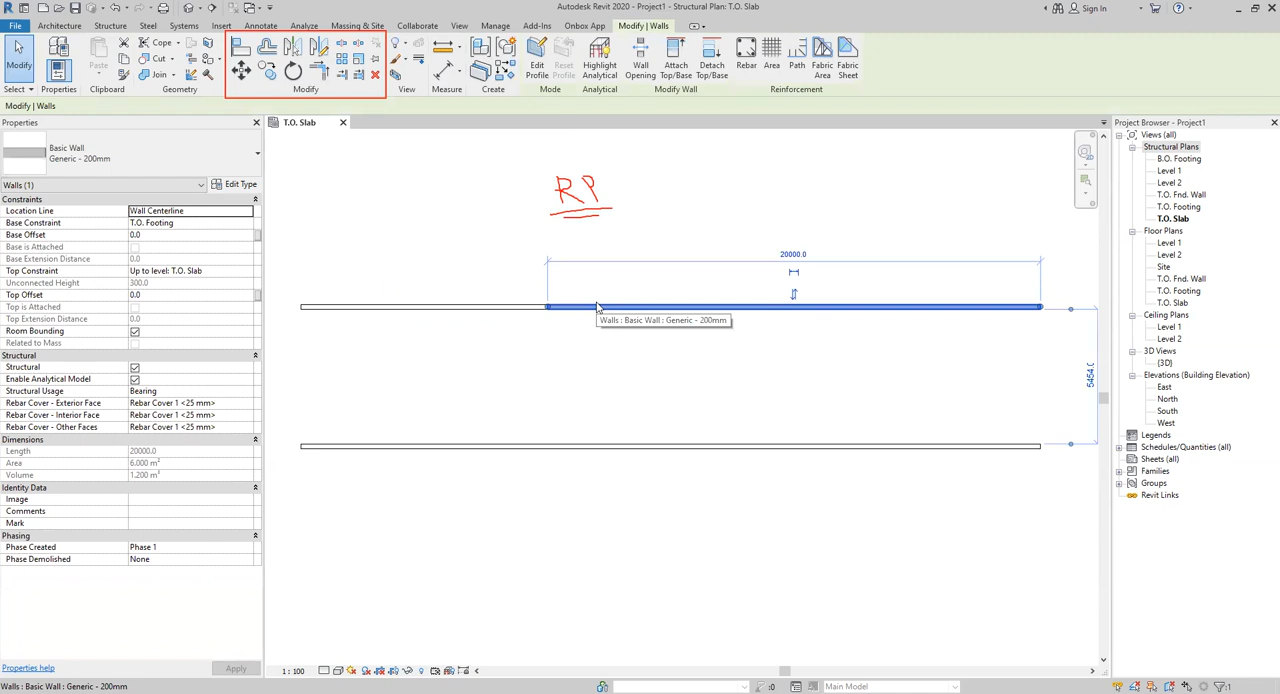 Autodesk Revit 2020 - Project1 - Structural Plan: T.O. Slab
Sign In
File Architecture Structure Steel Systems Insert Annotate Analyze Massing & Site Collaborate View Manage Add-Ins Onbox App Modify | Walls
Modify
Select
Properties
Paste
Clipboard
Cope
Cut
Join
Geometry
Modify
View
Measure
Create
Edit Profile
Reset Profile
Mode
Highlight Analytical
Analytical
Wall Opening
Attach Top/Base
Detach Top/Base
Modify Wall
Rebar
Area
Path
Fabric Area
Fabric Sheet
Reinforcement
Modify | Walls
Properties
Basic Wall
Generic - 200mm
Walls (1)
Edit Type
Constraints
Location Line Wall Centerline
Base Constraint T.O. Footing
Base Offset 0.0
Base is Attached
Base Extension Distance 0.0
Top Constraint Up to level: T.O. Slab
Unconnected Height 300.0
Top Offset 0.0
Top is Attached
Top Extension Distance 0.0
Room Bounding
Related to Mass
Structural
Structural
Enable Analytical Model
Structural Usage Bearing
Rebar Cover - Exterior Face Rebar Cover 1 <25 mm>
Rebar Cover - Interior Face Rebar Cover 1 <25 mm>
Rebar Cover - Other Faces Rebar Cover 1 <25 mm>
Dimensions
Length 20000.0
Area 6.000 m²
Volume 1.200 m³
Identity Data
Image
Comments
Mark
Phasing
Phase Created Phase 1
Phase Demolished None
Properties help
Apply
T.O. Slab
RP
20000.0
Walls : Basic Wall : Generic - 200mm
5454.0
1 : 100
Project Browser - Project1
Views (all)
Structural Plans
B.O. Footing
Level 1
Level 2
T.O. Fnd. Wall
T.O. Footing
T.O. Slab
Floor Plans
Level 1
Level 2
Site
T.O. Fnd. Wall
T.O. Footing
T.O. Slab
Ceiling Plans
Level 1
Level 2
3D Views
{3D}
Elevations (Building Elevation)
East
North
South
West
Legends
Schedules/Quantities (all)
Sheets (all)
Families
Groups
Revit Links
Walls : Basic Wall : Generic - 200mm
:0
Main Model
:1